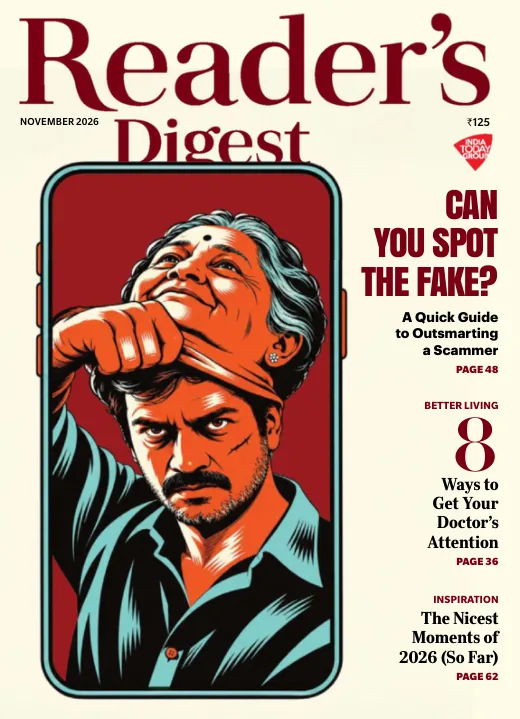 Reader's
NOVEMBER 2026
₹125
Digest
INDIA
TODAY
GROUP
CAN
YOU SPOT
THE FAKE?
A Quick Guide
to Outsmarting
a Scammer
PAGE 48
BETTER LIVING
8
Ways to
Get Your
Doctor's
Attention
PAGE 36
INSPIRATION
The Nicest
Moments of
2026 (So Far)
PAGE 62